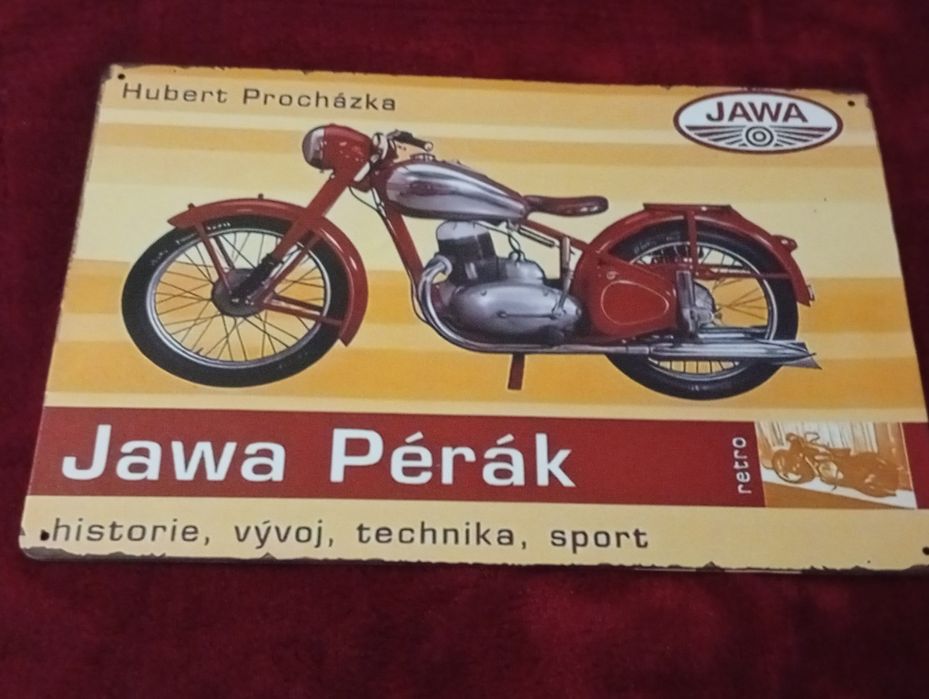 Hubert Procházka
JAWA
Jawa Pérák
retro
historie, vývoj, technika, sport